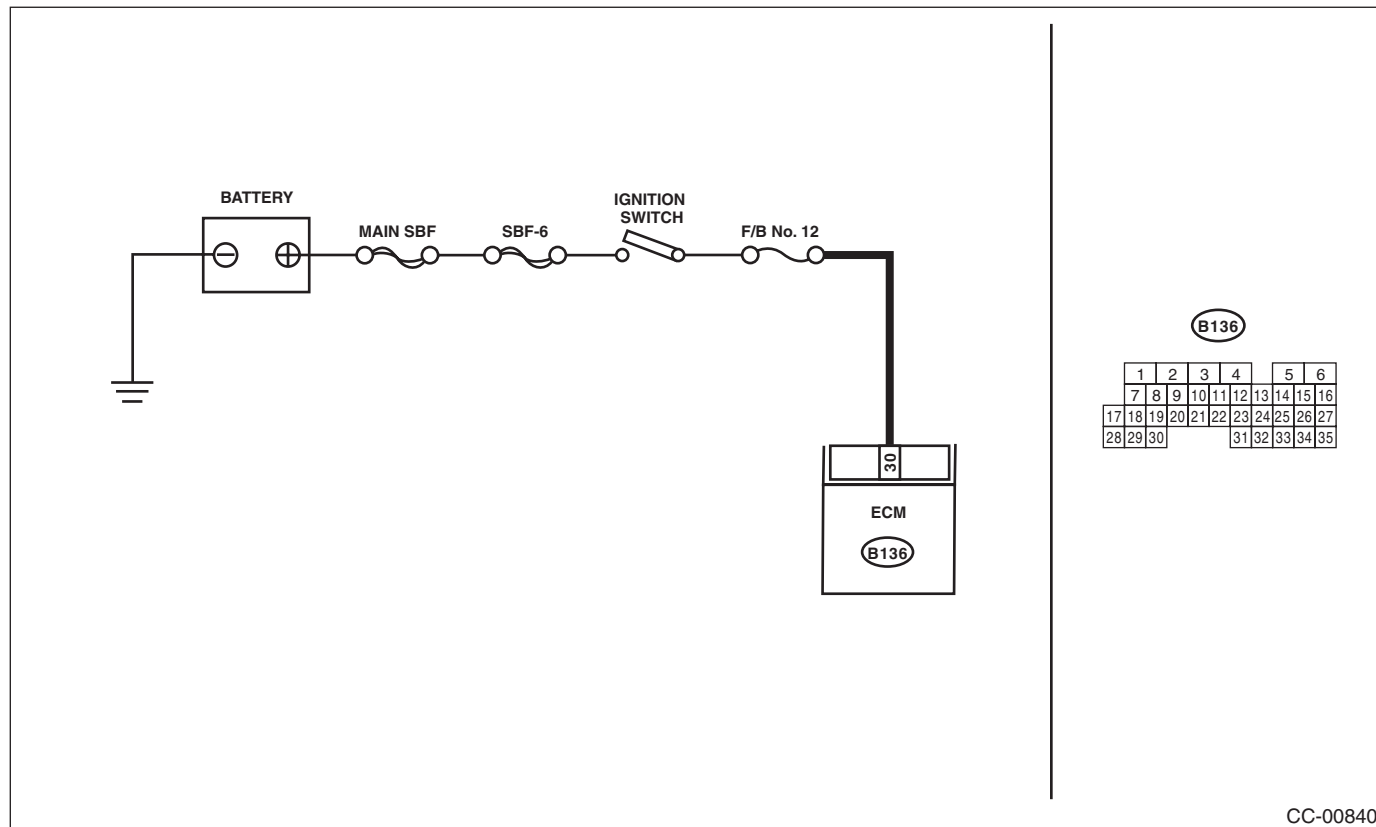 BATTERY
MAIN SBF
SBF-6
IGNITION
SWITCH
F/B No. 12
30
ECM
B136
B136
1 2 3 4 5 6
7 8 9 10 11 12 13 14 15 16
17 18 19 20 21 22 23 24 25 26 27
28 29 30 31 32 33 34 35
CC-00840